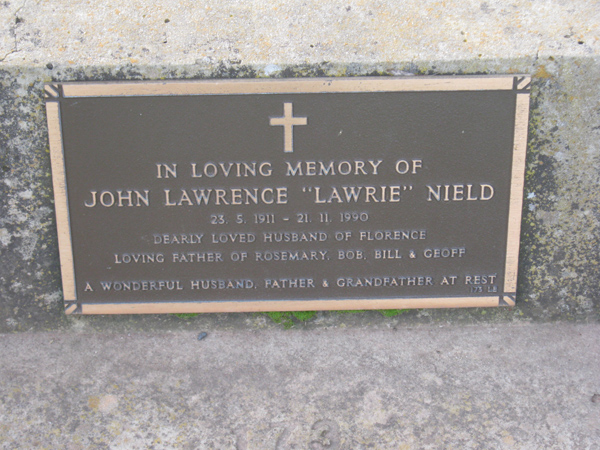 IN LOVING MEMORY OF
JOHN LAWRENCE "LAWRIE" NIELD
23. 5. 1911 - 21. 11. 1990
DEARLY LOVED HUSBAND OF FLORENCE
LOVING FATHER OF ROSEMARY, BOB, BILL & GEOFF
A WONDERFUL HUSBAND, FATHER & GRANDFATHER AT REST